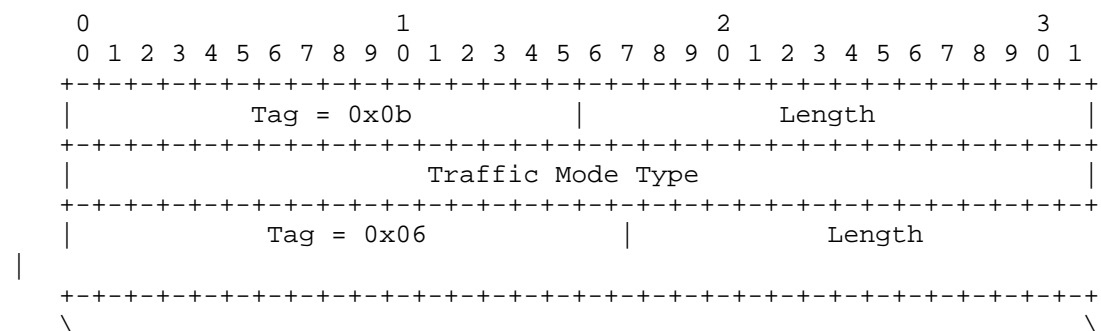 0                   1                   2                   3
 0 1 2 3 4 5 6 7 8 9 0 1 2 3 4 5 6 7 8 9 0 1 2 3 4 5 6 7 8 9 0 1
+-+-+-+-+-+-+-+-+-+-+-+-+-+-+-+-+-+-+-+-+-+-+-+-+-+-+-+-+-+-+-+-+
|           Tag = 0x0b          |            Length             |
+-+-+-+-+-+-+-+-+-+-+-+-+-+-+-+-+-+-+-+-+-+-+-+-+-+-+-+-+-+-+-+-+
|                      Traffic Mode Type                        |
+-+-+-+-+-+-+-+-+-+-+-+-+-+-+-+-+-+-+-+-+-+-+-+-+-+-+-+-+-+-+-+-+
|            Tag = 0x06            |            Length
|
+-+-+-+-+-+-+-+-+-+-+-+-+-+-+-+-+-+-+-+-+-+-+-+-+-+-+-+-+-+-+-+-+
\                                                               \